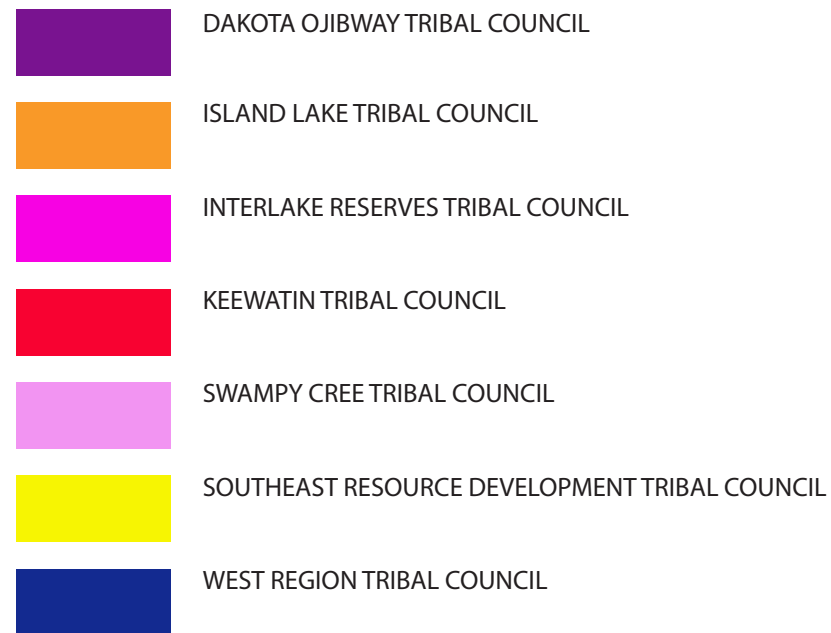 DAKOTA OJIBWAY TRIBAL COUNCIL
ISLAND LAKE TRIBAL COUNCIL
INTERLAKE RESERVES TRIBAL COUNCIL
KEEWATIN TRIBAL COUNCIL
SWAMPY CREE TRIBAL COUNCIL
SOUTHEAST RESOURCE DEVELOPMENT TRIBAL COUNCIL
WEST REGION TRIBAL COUNCIL